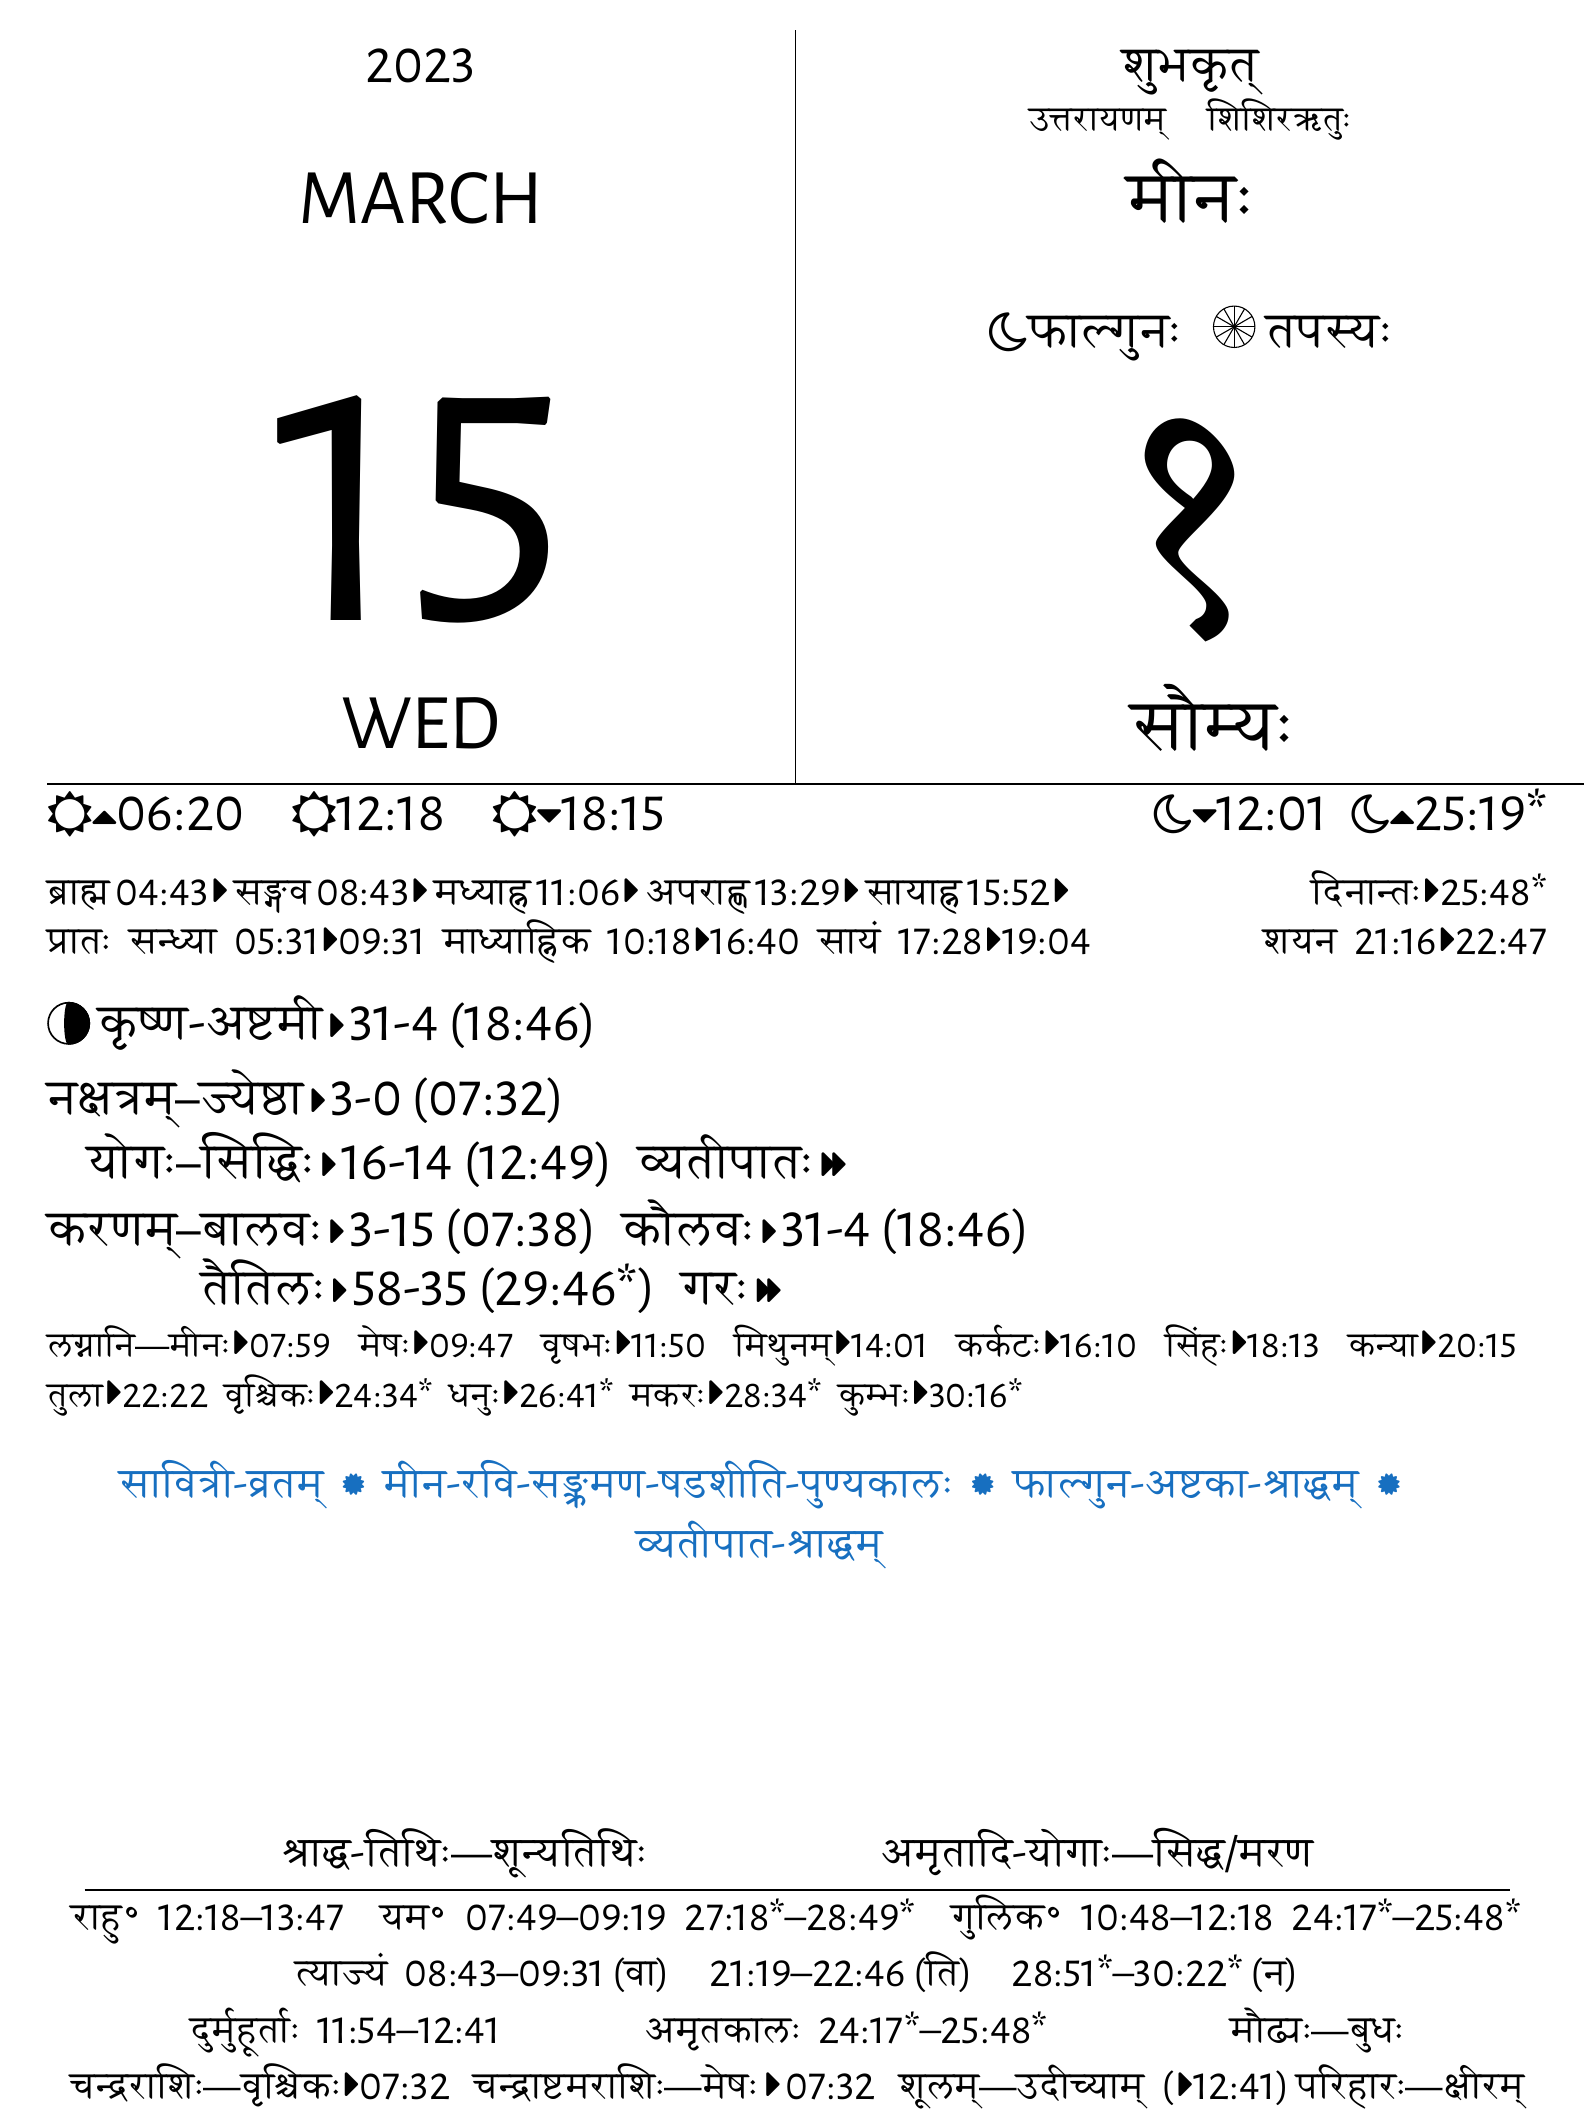 2023
MARCH
15
WED
शुभकृत्
उत्तरायणम् शिशिरऋतुः
मीनः
फाल्गुनः तपस्यः
१
सौम्यः
06:20 12:18 18:15 12:01 25:19*
ब्राह्म 04:43 सङ्गव 08:43 मध्याह्न 11:06 अपराह्ण 13:29 सायाह्न 15:52 दिनान्तः 25:48*
प्रातः सन्ध्या 05:31 09:31 माध्याह्निक 10:18 16:40 सायं 17:28 19:04 शयन 21:16 22:47
कृष्ण-अष्टमी 31-4 (18:46)
नक्षत्रम्–ज्येष्ठा 3-0 (07:32)
योगः–सिद्धिः 16-14 (12:49) व्यतीपातः
करणम्–बालवः 3-15 (07:38) कौलवः 31-4 (18:46)
तैतिलः 58-35 (29:46*) गरः
लग्नानि—मीनः 07:59 मेषः 09:47 वृषभः 11:50 मिथुनम् 14:01 कर्कटः 16:10 सिंहः 18:13 कन्या 20:15
तुला 22:22 वृश्चिकः 24:34* धनुः 26:41* मकरः 28:34* कुम्भः 30:16*
सावित्री-व्रतम् मीन-रवि-सङ्क्रमण-षडशीति-पुण्यकालः फाल्गुन-अष्टका-श्राद्धम्
व्यतीपात-श्राद्धम्
श्राद्ध-तिथिः—शून्यतिथिः अमृतादि-योगाः—सिद्ध/मरण
राहु॰ 12:18–13:47 यम॰ 07:49–09:19 27:18*–28:49* गुलिक॰ 10:48–12:18 24:17*–25:48*
त्याज्यं 08:43–09:31 (वा) 21:19–22:46 (ति) 28:51*–30:22* (न)
दुर्मुहूर्ताः 11:54–12:41 अमृतकालः 24:17*–25:48* मौढ्यः—बुधः
चन्द्रराशिः—वृश्चिकः 07:32 चन्द्राष्टमराशिः—मेषः 07:32 शूलम्—उदीच्याम् (12:41) परिहारः—क्षीरम्